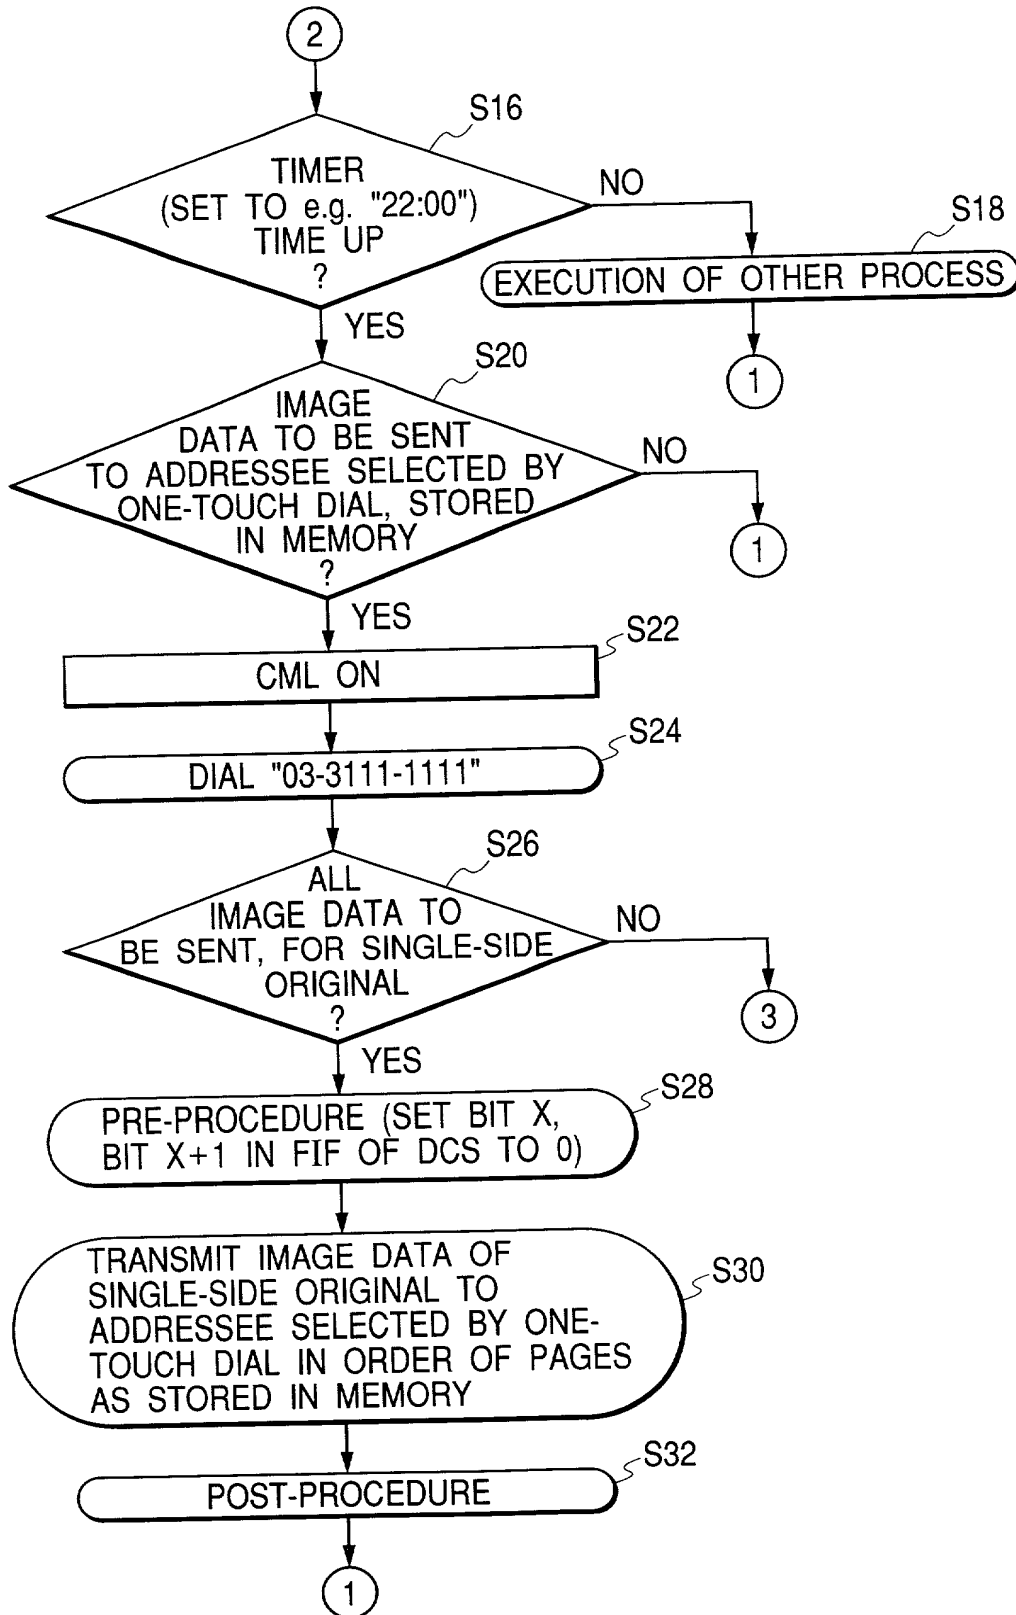 2
S16
TIMER
(SET TO e.g. "22:00")
TIME UP
?
NO
S18
EXECUTION OF OTHER PROCESS
1
YES
S20
IMAGE
DATA TO BE SENT
TO ADDRESSEE SELECTED BY
ONE-TOUCH DIAL, STORED
IN MEMORY
?
NO
1
YES
S22
CML ON
S24
DIAL "03-3111-1111"
S26
ALL
IMAGE DATA TO
BE SENT, FOR SINGLE-SIDE
ORIGINAL
?
NO
3
YES
S28
PRE-PROCEDURE (SET BIT X,
BIT X+1 IN FIF OF DCS TO 0)
S30
TRANSMIT IMAGE DATA OF
SINGLE-SIDE ORIGINAL TO
ADDRESSEE SELECTED BY ONE-
TOUCH DIAL IN ORDER OF PAGES
AS STORED IN MEMORY
S32
POST-PROCEDURE
1